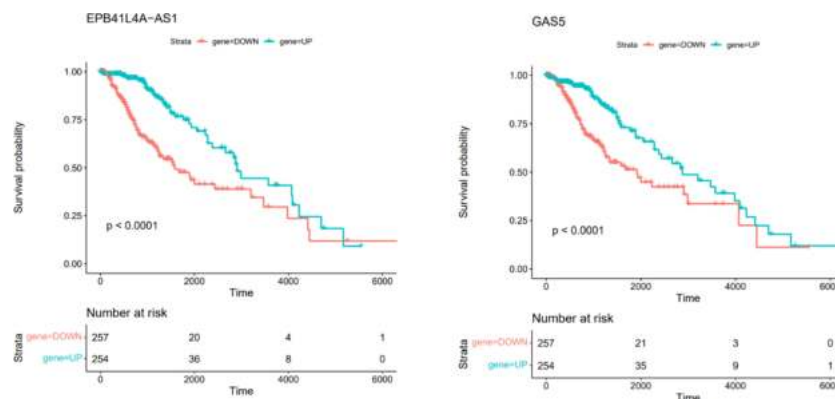 EPB41L4A-AS1
Strata gene=DOWN gene=UP
1.00
0.75
0.50
0.25
0.00
Survival probability
p < 0.0001
0 2000 4000 6000
Time
Number at risk
Strata
gene=DOWN 257 20 4 1
gene=UP 254 36 8 0
0 2000 4000 6000
Time
GAS5
Strata gene=DOWN gene=UP
1.00
0.75
0.50
0.25
0.00
Survival probability
p < 0.0001
0 2000 4000 6000
Time
Number at risk
Strata
gene=DOWN 257 21 3 0
gene=UP 254 35 9 1
0 2000 4000 6000
Time